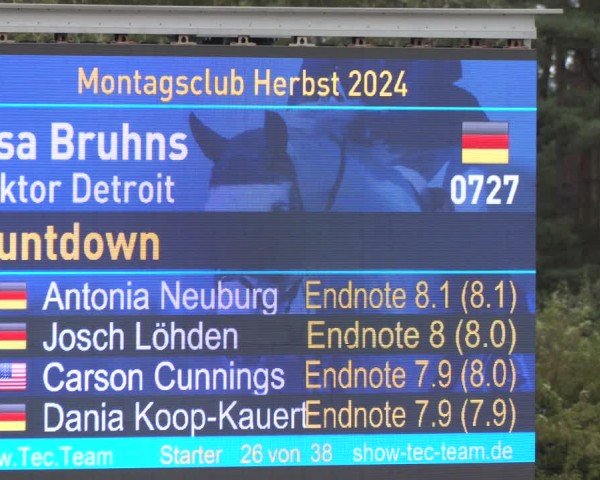 Montagsclub Herbst 2024
sa Bruhns
ktor Detroit 0727
untdown
Antonia Neuburg Endnote 8.1 (8.1)
Josch Löhden Endnote 8 (8.0)
Carson Cunnings Endnote 7.9 (8.0)
Dania Koop-Kauert Endnote 7.9 (7.9)
w.Tec.Team Starter 26 von 38 show-tec-team.de